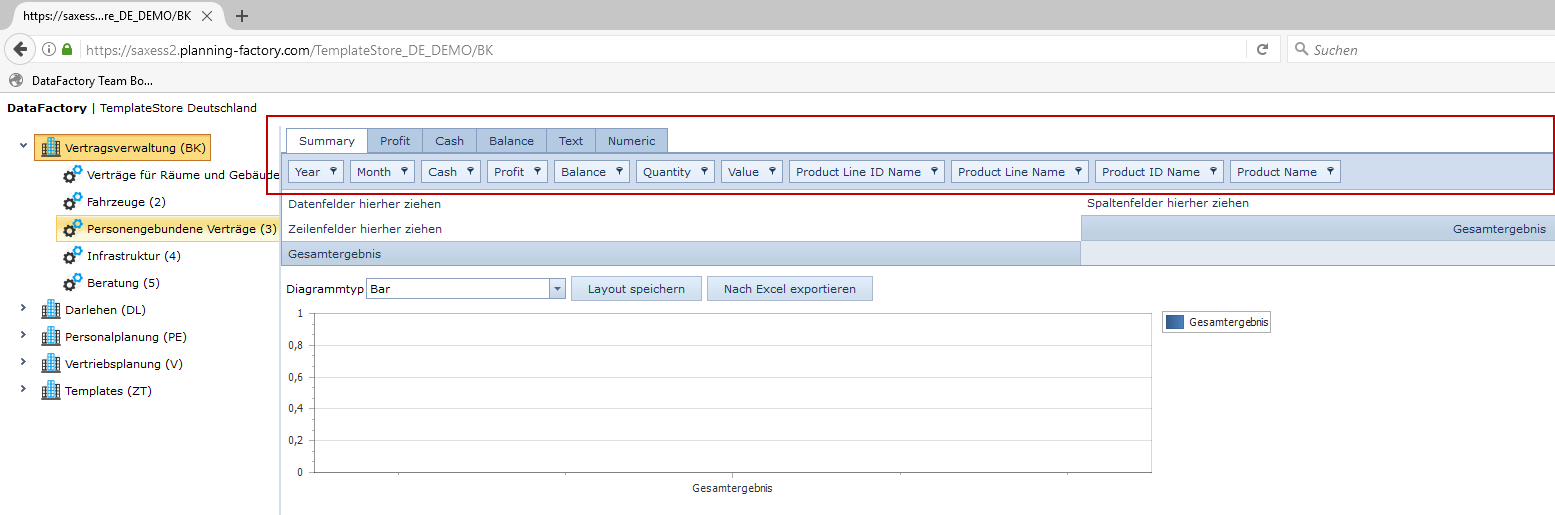 https://saxess...re_DE_DEMO/BK
https://saxess2.planning-factory.com/TemplateStore_DE_DEMO/BK
Suchen
DataFactory Team Bo...
DataFactory | TemplateStore Deutschland
Vertragsverwaltung (BK)
Verträge für Räume und Gebäude
Fahrzeuge (2)
Personengebundene Verträge (3)
Infrastruktur (4)
Beratung (5)
Darlehen (DL)
Personalplanung (PE)
Vertriebsplanung (V)
Templates (ZT)
Summary Profit Cash Balance Text Numeric
Year Month Cash Profit Balance Quantity Value Product Line ID Name Product Line Name Product ID Name Product Name
Datenfelder hierher ziehen Spaltenfelder hierher ziehen
Zeilenfelder hierher ziehen Gesamtergebnis
Gesamtergebnis
Diagrammtyp Bar Layout speichern Nach Excel exportieren
1
0,8
0,6
0,4
0,2
0
Gesamtergebnis
Gesamtergebnis